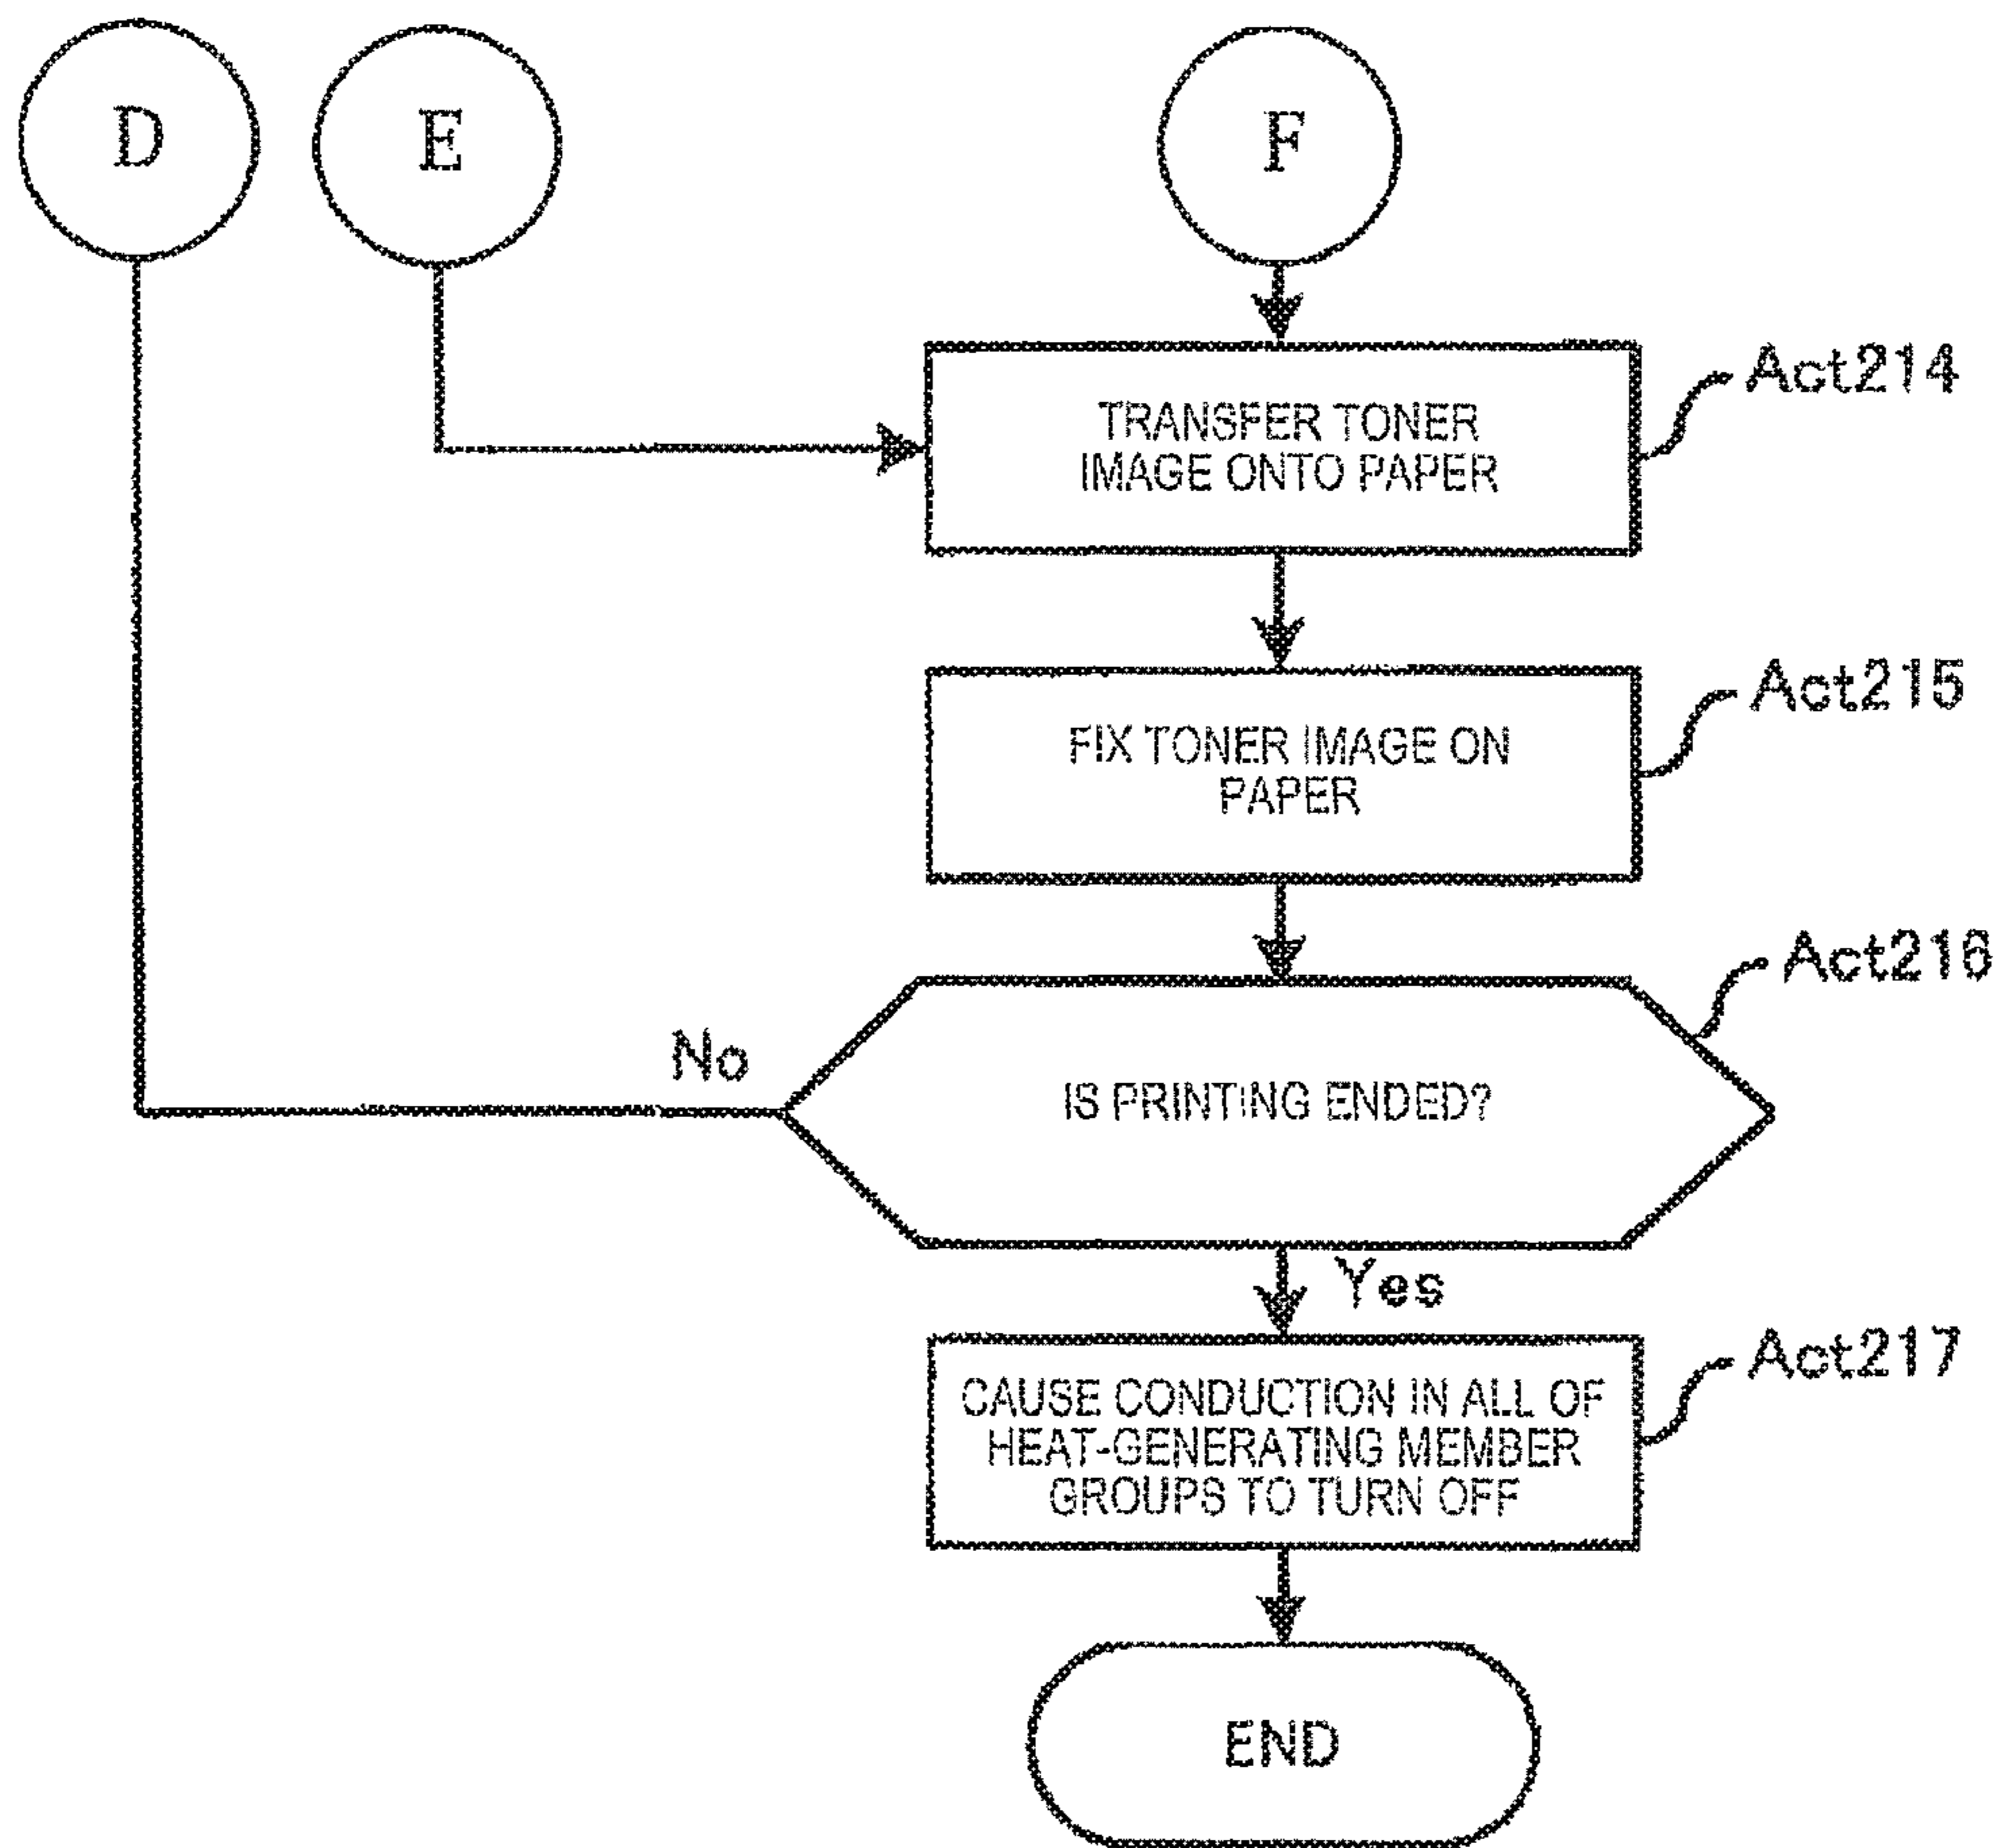 D
E
F
Act214
TRANSFER TONER
IMAGE ONTO PAPER
Act215
FIX TONER IMAGE ON
PAPER
Act216
No
IS PRINTING ENDED?
Yes
Act217
CAUSE CONDUCTION IN ALL OF
HEAT-GENERATING MEMBER
GROUPS TO TURN OFF
END